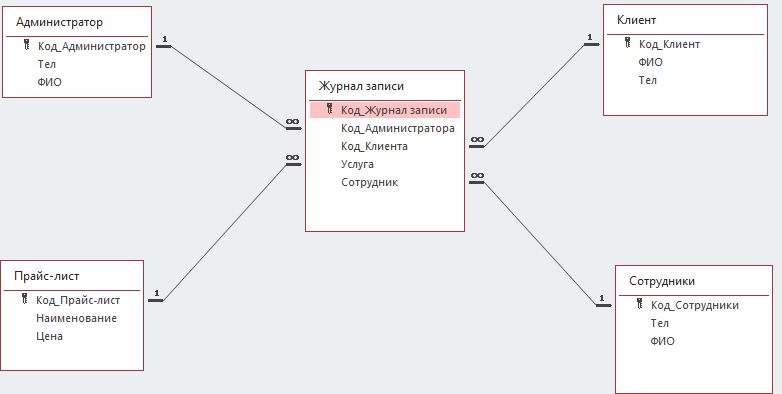 Администратор
Код_Администратор
Тел
ФИО
1
Клиент
Код_Клиент
ФИО
Тел
1
Журнал записи
Код_Журнал записи
Код_Администратора
Код_Клиента
Услуга
Сотрудник
∞
∞
∞
∞
Прайс-лист
Код_Прайс-лист
Наименование
Цена
1
Сотрудники
Код_Сотрудники
Тел
ФИО
1